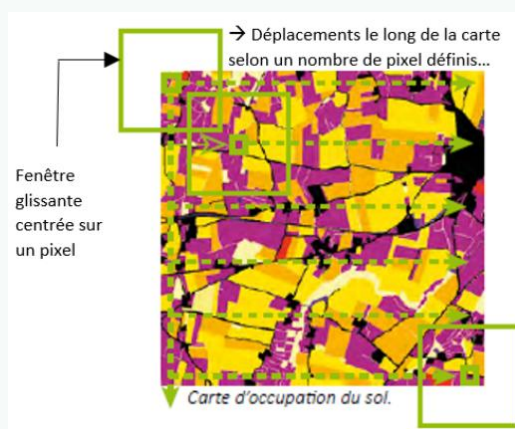 → Déplacements le long de la carte
selon un nombre de pixel définis…
Fenêtre
glissante
centrée sur
un pixel
Carte d'occupation du sol.